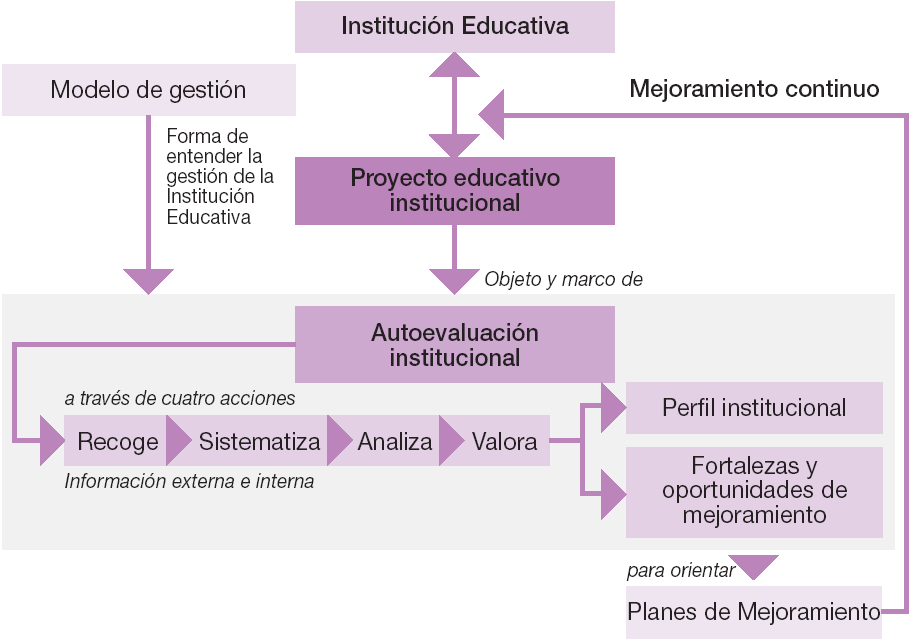 Institución Educativa
Modelo de gestión
Mejoramiento continuo
Forma de
entender la
gestión de la
Institución
Educativa
Proyecto educativo
institucional
Objeto y marco de
Autoevaluación
institucional
a través de cuatro acciones
Recoge
Sistematiza
Analiza
Valora
Información externa e interna
Perfil institucional
Fortalezas y
oportunidades de
mejoramiento
para orientar
Planes de Mejoramiento